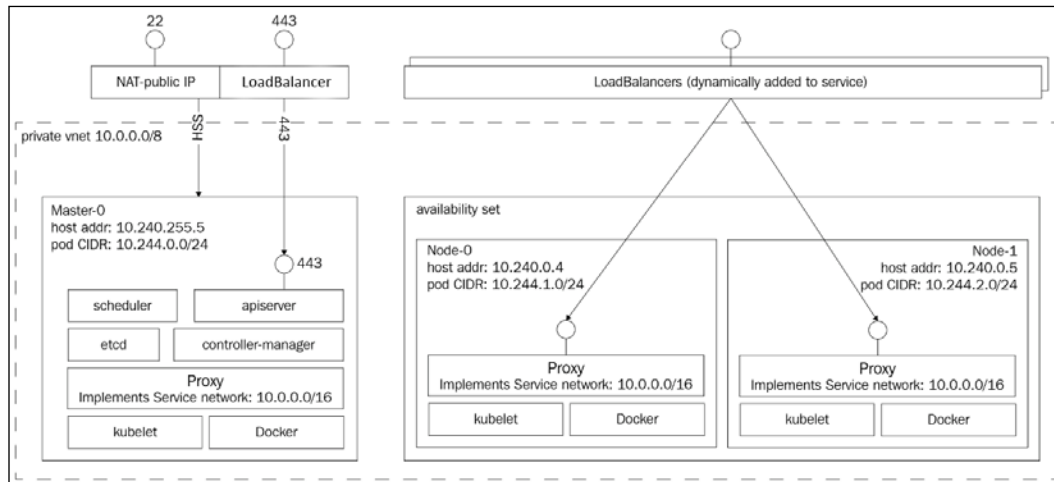 22
443
NAT-public IP
LoadBalancer
LoadBalancers (dynamically added to service)
SSH
443
private vnet 10.0.0.0/8
Master-0
host addr: 10.240.255.5
pod CIDR: 10.244.0.0/24
443
scheduler
apiserver
etcd
controller-manager
Proxy
Implements Service network: 10.0.0.0/16
kubelet
Docker
availability set
Node-0
host addr: 10.240.0.4
pod CIDR: 10.244.1.0/24
Proxy
Implements Service network: 10.0.0.0/16
kubelet
Docker
Node-1
host addr: 10.240.0.5
pod CIDR: 10.244.2.0/24
Proxy
Implements Service network: 10.0.0.0/16
kubelet
Docker